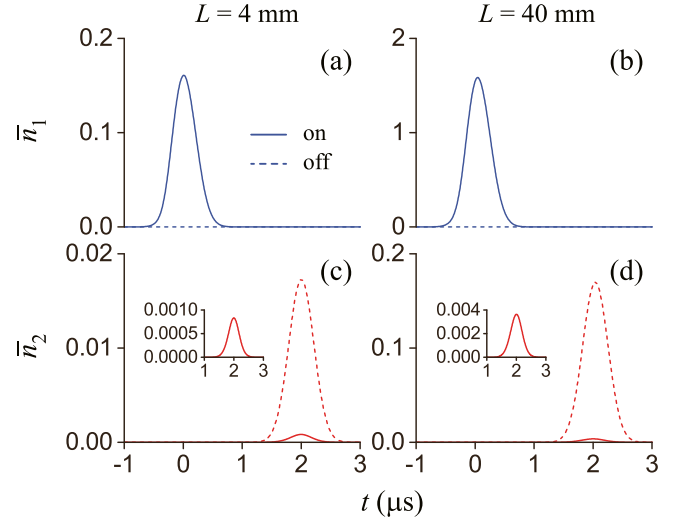 L = 4 mm
L = 40 mm
n̅₁
0.2
0.1
0.0
(a)
on
off
2
1
0
(b)
n̅₂
0.02
0.01
0.00
(c)
0.0010
0.0005
0.0000
1 2 3
0.2
0.1
0.0
(d)
0.004
0.002
0.000
1 2 3
-1 0 1 2 3
-1 0 1 2 3
t (μs)